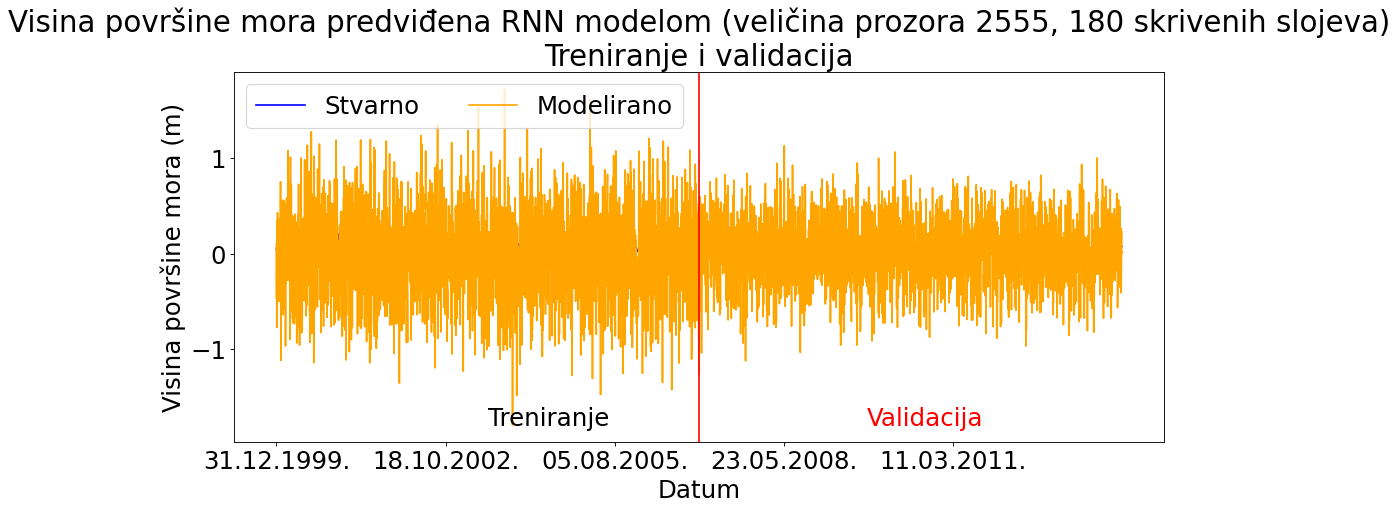 Visina površine mora predviđena RNN modelom (veličina prozora 2555, 180 skrivenih slojeva)
Treniranje i validacija
Stvarno
Modelirano
Visina površine mora (m)
1
0
−1
Treniranje
Validacija
31.12.1999.
18.10.2002.
05.08.2005.
23.05.2008.
11.03.2011.
Datum